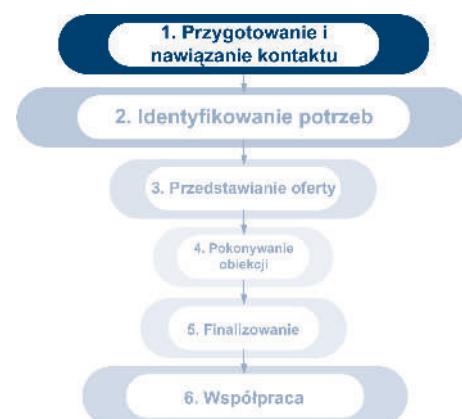 1. Przygotowanie i
nawiązanie kontaktu
2. Identyfikowanie potrzeb
3. Przedstawianie oferty
4. Pokonywanie
obiekcji
5. Finalizowanie
6. Współpraca